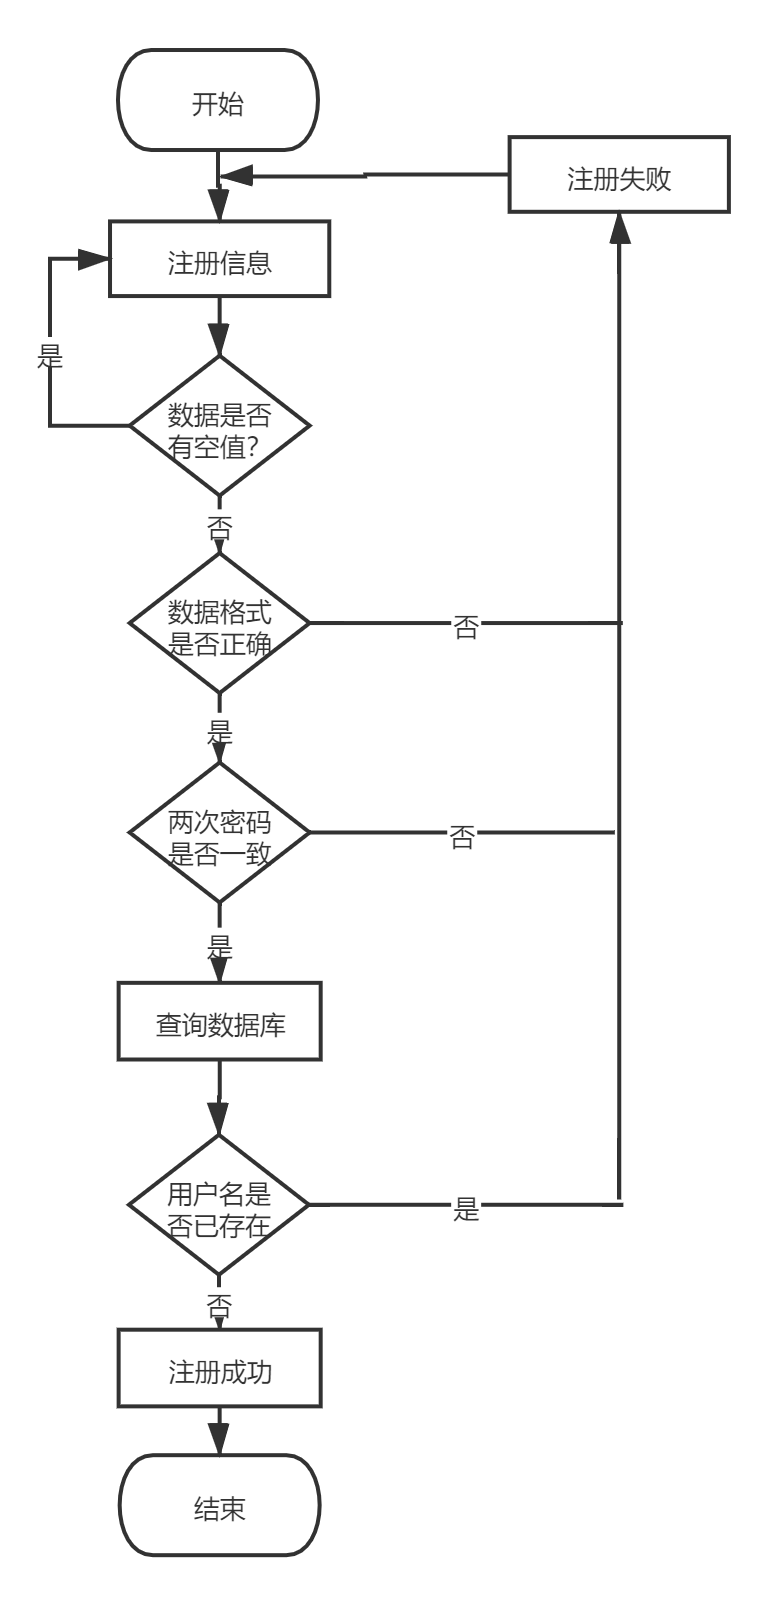 开始
注册失败
注册信息
是
数据是否
有空值？
否
数据格式
是否正确
否
是
两次密码
是否一致
否
是
查询数据库
用户名是
否已存在
是
否
注册成功
结束